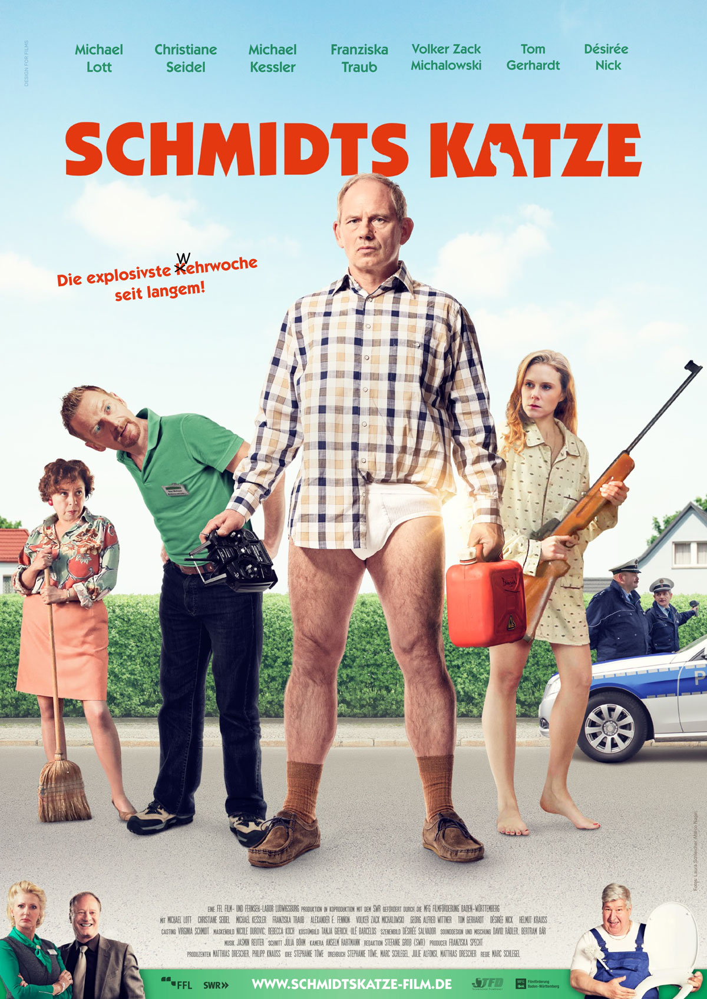 DESIGN FOR FILMS
Michael Lott
Christiane Seidel
Michael Kessler
Franziska Traub
Volker Zack Michalowski
Tom Gerhardt
Désirée Nick
SCHMIDTS KATZE
W
Die explosivste Kehrwoche
seit langem!
Benzin
P
Fotos: Laura Schleicher, Marco Nagel
EINE FFL FILM- UND FERNSEH-LABOR LUDWIGSBURG PRODUKTION IN KOPRODUKTION MIT DEM SWR GEFÖRDERT DURCH DIE MFG FILMFÖRDERUNG BADEN-WÜRTTEMBERG
MIT MICHAEL LOTT CHRISTIANE SEIDEL MICHAEL KESSLER FRANZISKA TRAUB ALEXANDER E. FENNON VOLKER ZACK MICHALOWSKI GEORG ALFRED WITTNER TOM GERHARDT DÉSIRÉE NICK HELMUT KRAUSS
CASTING VIRGINIA SCHMIDT MASKENBILD NICOLE DUROVIC, REBECCA KOCH KOSTÜMBILD TANJA GIERICH, ULÉ BARCELOS SZENENBILD DÉSIRÉE SALVADOR SOUNDDESIGN UND MISCHUNG DAVID RÄDLER, BERTRAM BÄR
MUSIK JASMIN REUTER SCHNITT JULIA BÖHM KAMERA ANSELM HARTMANN REDAKTION STEFANIE GROẞ (SWR) PRODUCER FRANZISKA SPECHT
PRODUZENTEN MATTHIAS DRESCHER, PHILIPP KNAUSS IDEE STEPHANIE TÖWE DREHBUCH STEPHANIE TÖWE, MARC SCHLEGEL, JULIE ALFONSI, MATTHIAS DRESCHER REGIE MARC SCHLEGEL
FFL SWR WWW.SCHMIDTSKATZE-FILM.DE STFD MFG Filmförderung
Baden-Württemberg